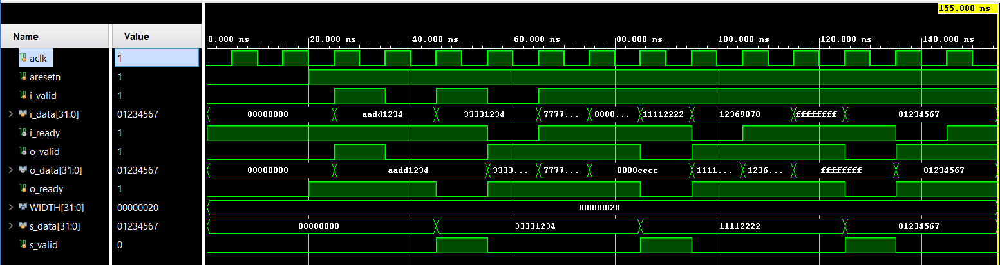 155.000 ns
Name Value
0.000 ns 20.000 ns 40.000 ns 60.000 ns 80.000 ns 100.000 ns 120.000 ns 140.000 ns
aclk 1
aresetn 1
i_valid 1
i_data[31:0] 01234567 00000000 aadd1234 33331234 7777... 0000... 11112222 12369870 ffffffff 01234567
i_ready 1
o_valid 1
o_data[31:0] 01234567 00000000 aadd1234 3333... 7777... 0000cccc 1111... 1236... ffffffff 01234567
o_ready 1
WIDTH[31:0] 00000020 00000020
s_data[31:0] 01234567 00000000 33331234 11112222 01234567
s_valid 0